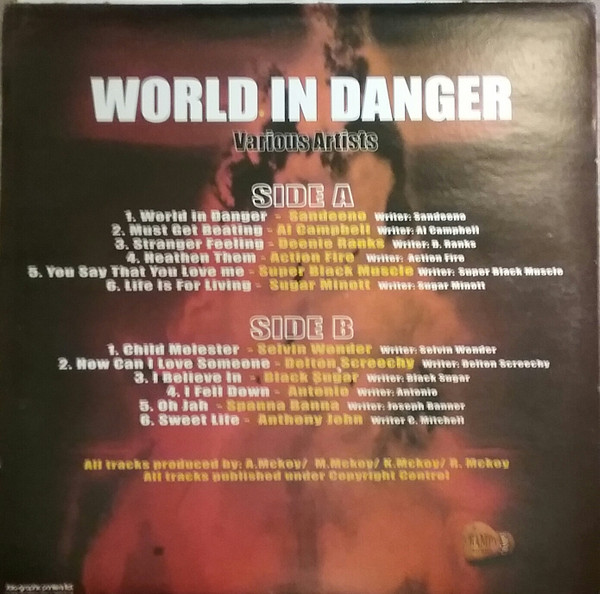 WORLD IN DANGER
Various Artists
SIDE A
1. World in Danger - Sandeeno Writer: Sandeeno
2. Must Get Beating - Al Campbell Writer: Al Campbell
3. Stranger Feeling - Deenie Ranks Writer: D. Ranks
4. Heathen Them - Action Fire Writer: Action Fire
5. You Say That You Love me - Super Black Muscle Writer: Super Black Muscle
6. Life Is For Living - Sugar Minott Writer: Sugar Minott
SIDE B
1. Child Molester - Selvin Wonder Writer: Selvin Wonder
2. How Can I Love Someone - Delton Screechy Writer: Delton Screechy
3. I Believe In - Black Sugar Writer: Black Sugar
4. I Fell Down - Antonio Writer: Antonio
5. Oh Jah - Spanna Banna Writer: Joseph Banner
6. Sweet Life - Anthony John Writer C. Mitchell
All tracks produced by: A.Mckoy/ M.Mckoy/ K.Mckoy/ R. Mckoy
All tracks published under Copyright Control